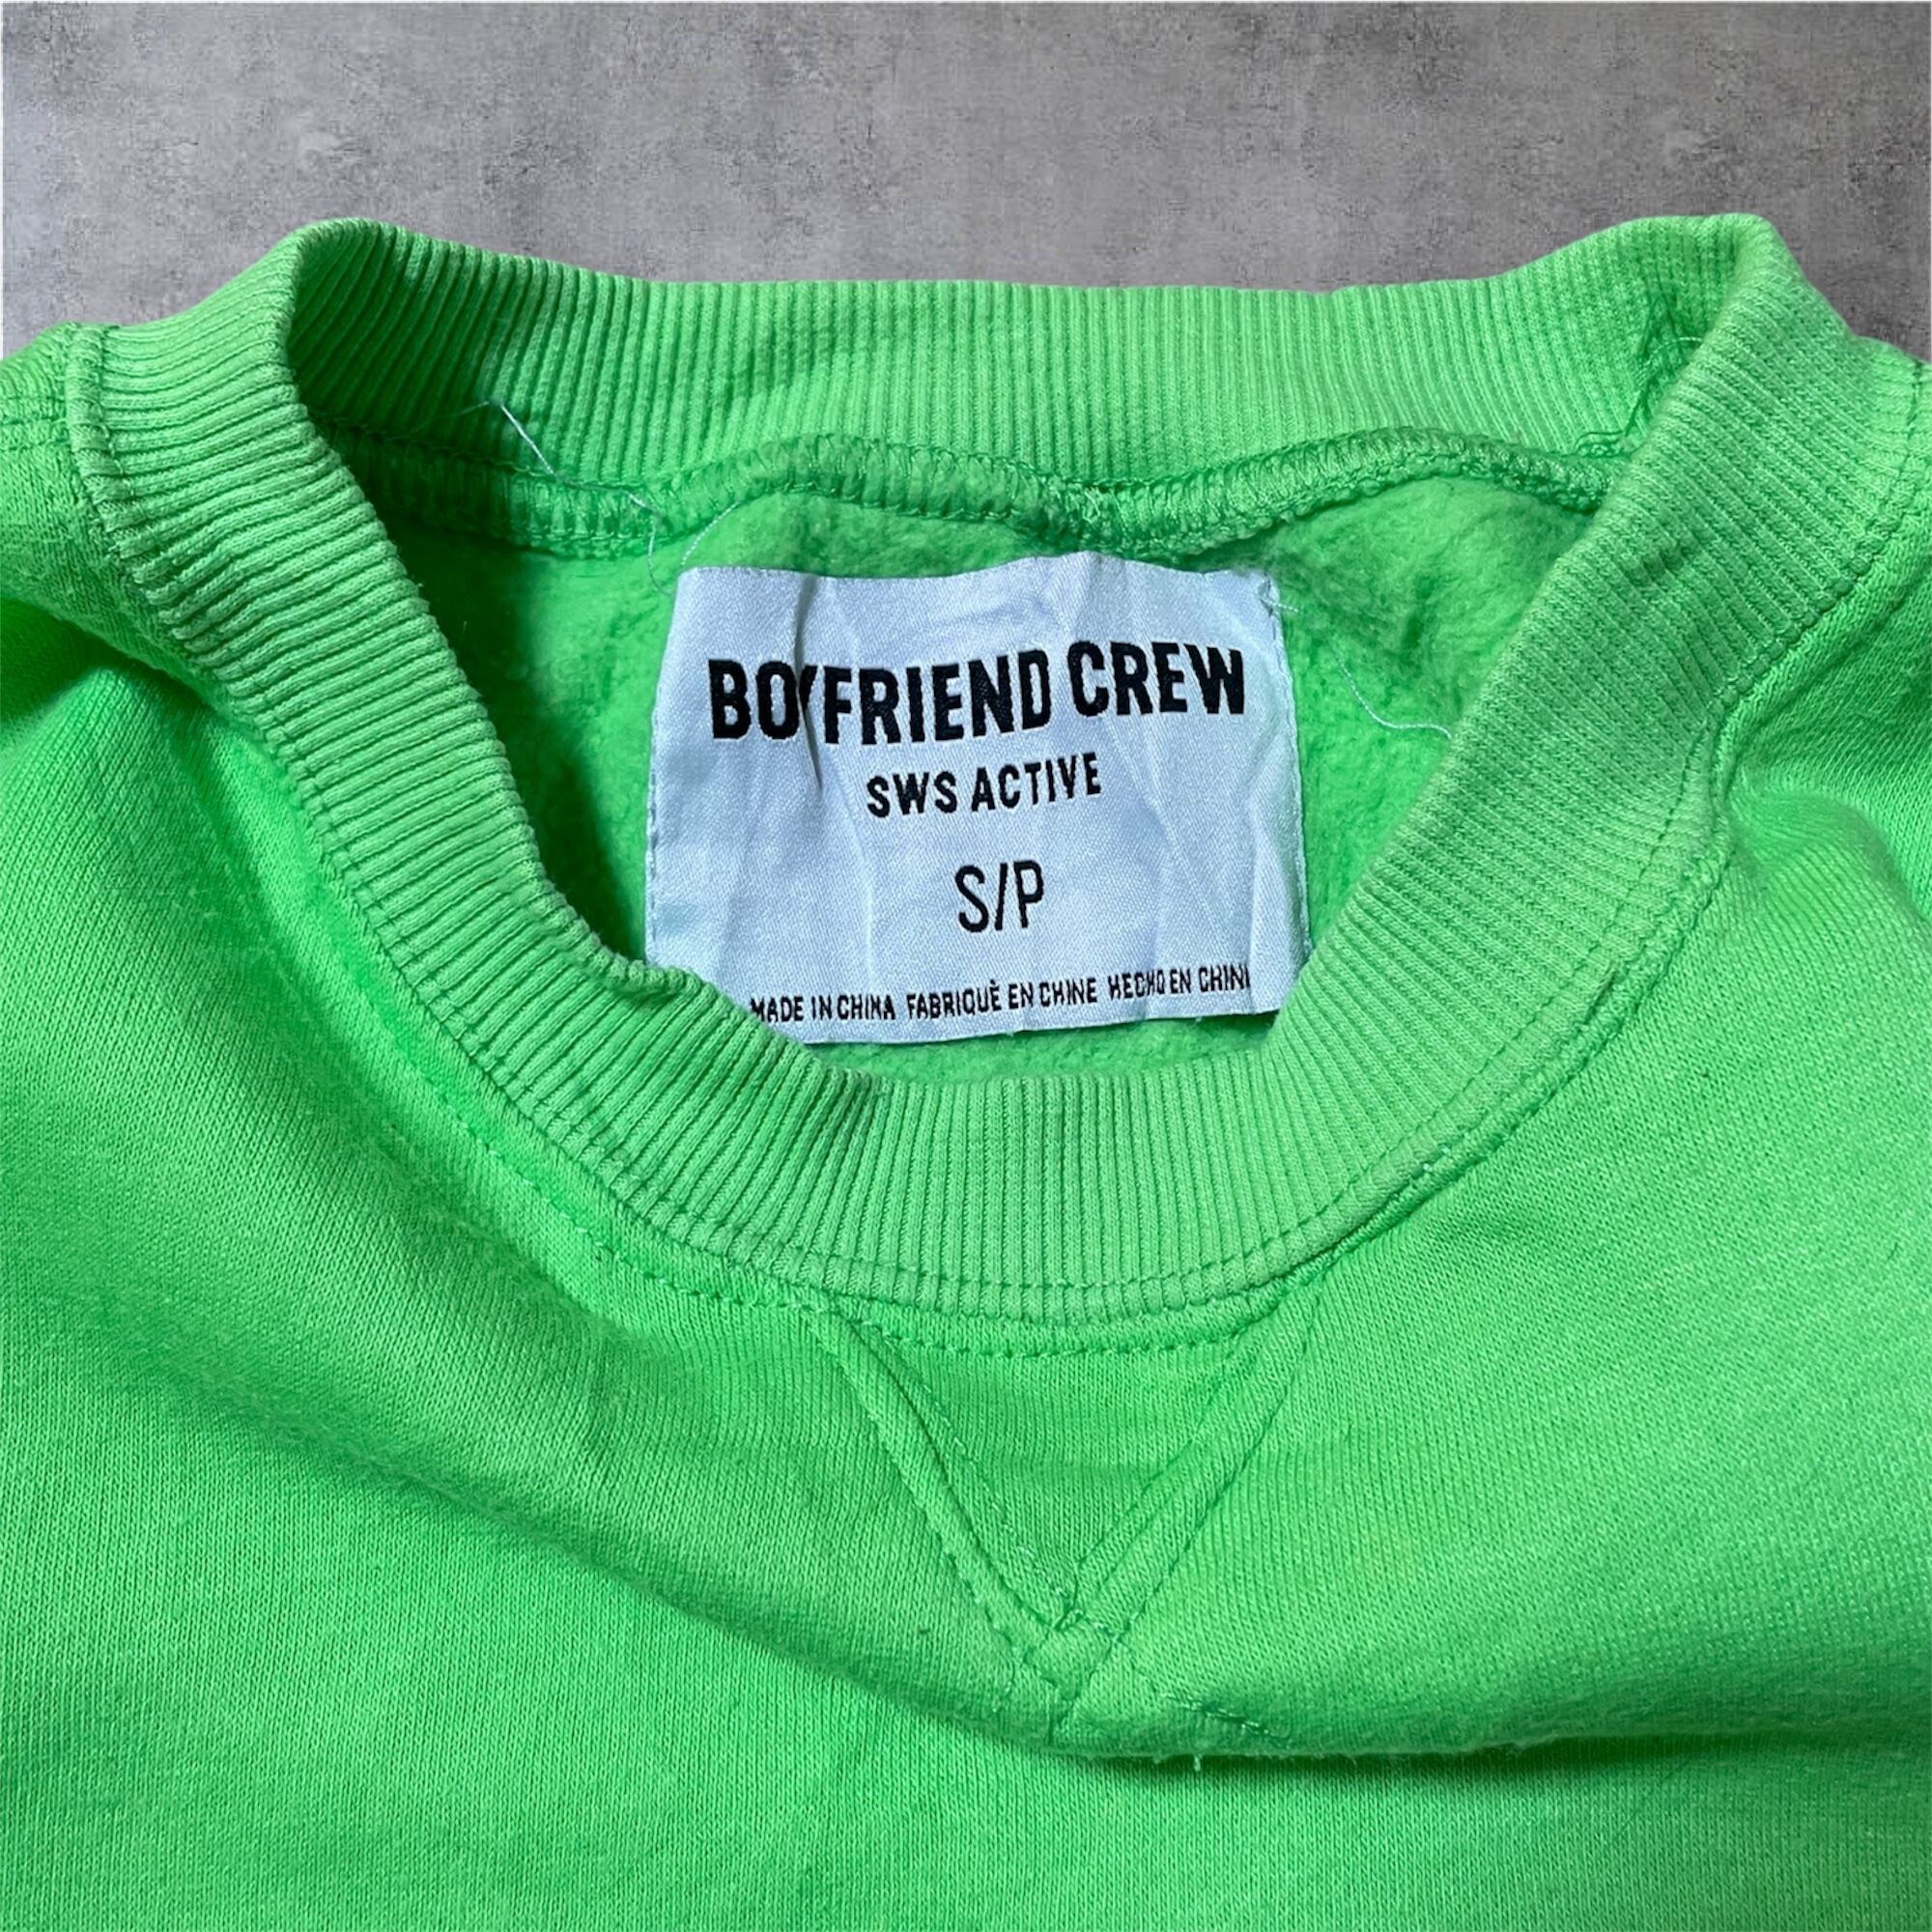 BOYFRIEND CREW
SWS ACTIVE
S/P
MADE IN CHINA FABRIQUÈ EN CHINE HECHO EN CHINA